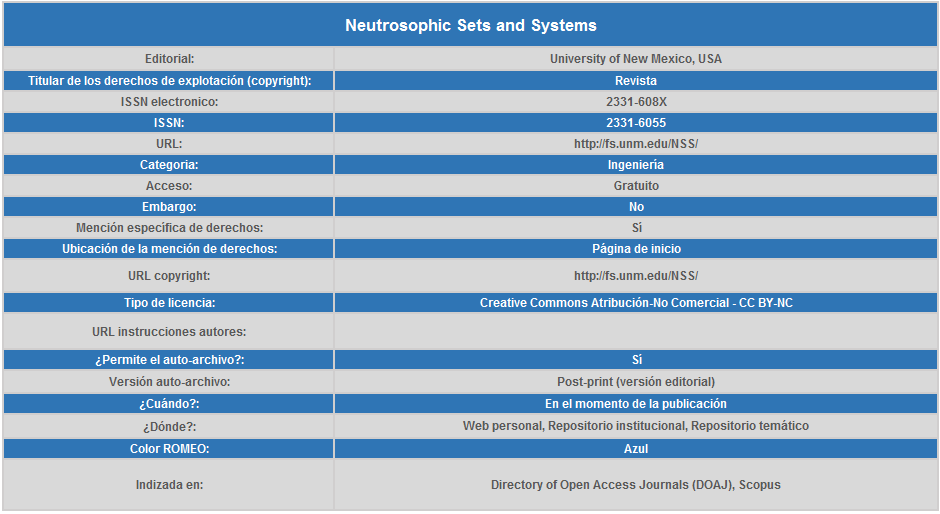 Neutrosophic Sets and Systems
Editorial: University of New Mexico, USA
Titular de los derechos de explotación (copyright): Revista
ISSN electronico: 2331-608X
ISSN: 2331-6055
URL: http://fs.unm.edu/NSS/
Categoria: Ingeniería
Acceso: Gratuito
Embargo: No
Mención especifica de derechos: Sí
Ubicación de la mención de derechos: Página de inicio
URL copyright: http://fs.unm.edu/NSS/
Tipo de licencia: Creative Commons Atribución-No Comercial - CC BY-NC
URL instrucciones autores:
¿Permite el auto-archivo?: Sí
Versión auto-archivo: Post-print (versión editorial)
¿Cuándo?: En el momento de la publicación
¿Dónde?: Web personal, Repositorio institucional, Repositorio temático
Color ROMEO: Azul
Indizada en: Directory of Open Access Journals (DOAJ), Scopus